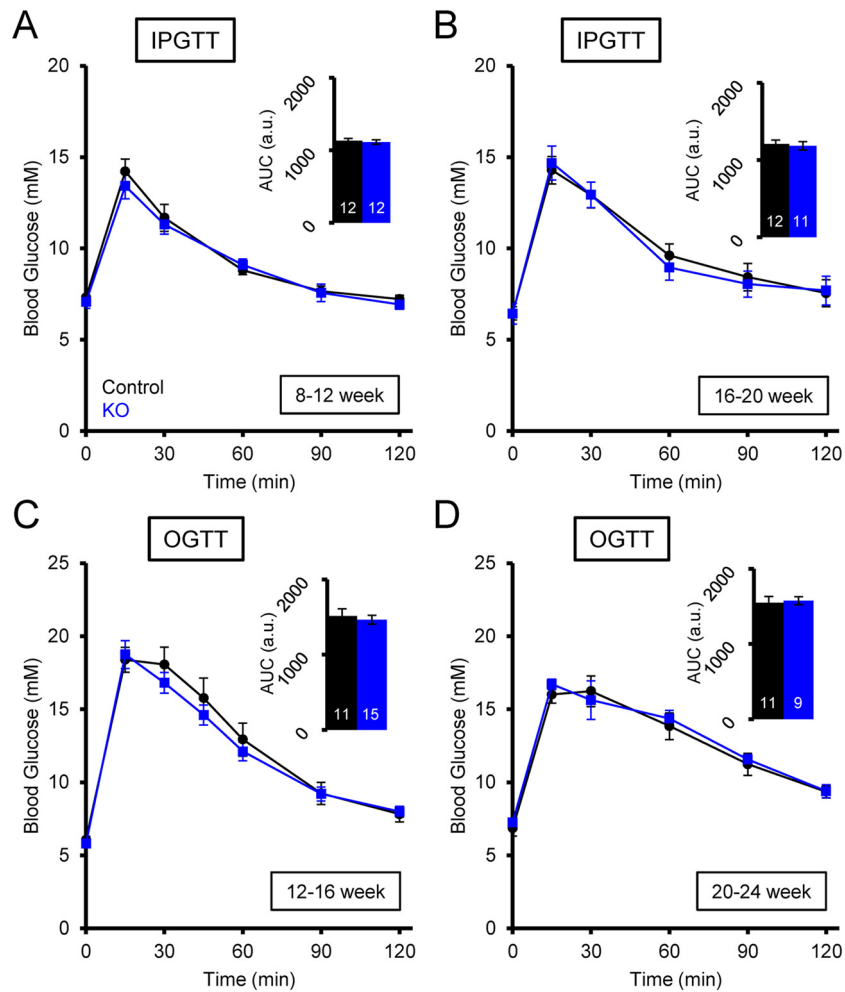 A
IPGTT
20
15
10
5
0
Blood Glucose (mM)
2000
1000
0
AUC (a.u.)
12 12
Control
KO
8-12 week
0 30 60 90 120
Time (min)
B
IPGTT
20
15
10
5
0
Blood Glucose (mM)
2000
1000
0
AUC (a.u.)
12 11
16-20 week
0 30 60 90 120
Time (min)
C
OGTT
25
20
15
10
5
0
Blood Glucose (mM)
2000
1000
0
AUC (a.u.)
11 15
12-16 week
0 30 60 90 120
Time (min)
D
OGTT
25
20
15
10
5
0
Blood Glucose (mM)
2000
1000
0
AUC (a.u.)
11 9
20-24 week
0 30 60 90 120
Time (min)